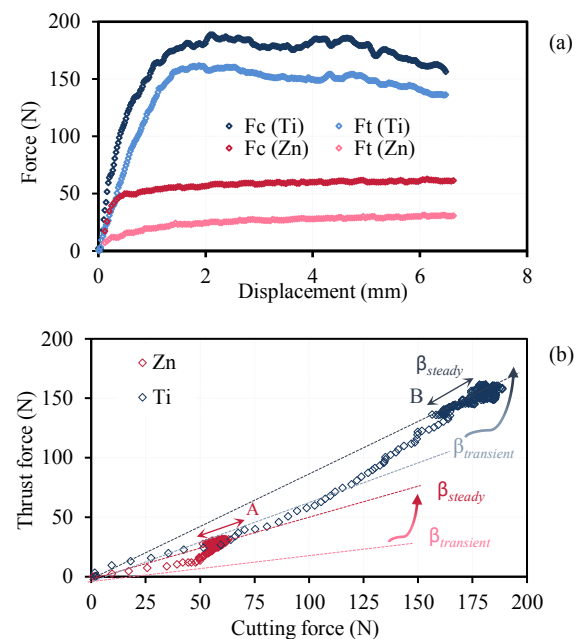 (a)
200
150
100
50
0
Force (N)
Fc (Ti) Ft (Ti)
Fc (Zn) Ft (Zn)
0 2 4 6 8
Displacement (mm)
(b)
200
150
100
50
0
Thrust force (N)
Zn
Ti
βsteady
B
βtransient
A
βsteady
βtransient
0 25 50 75 100 125 150 175 200
Cutting force (N)